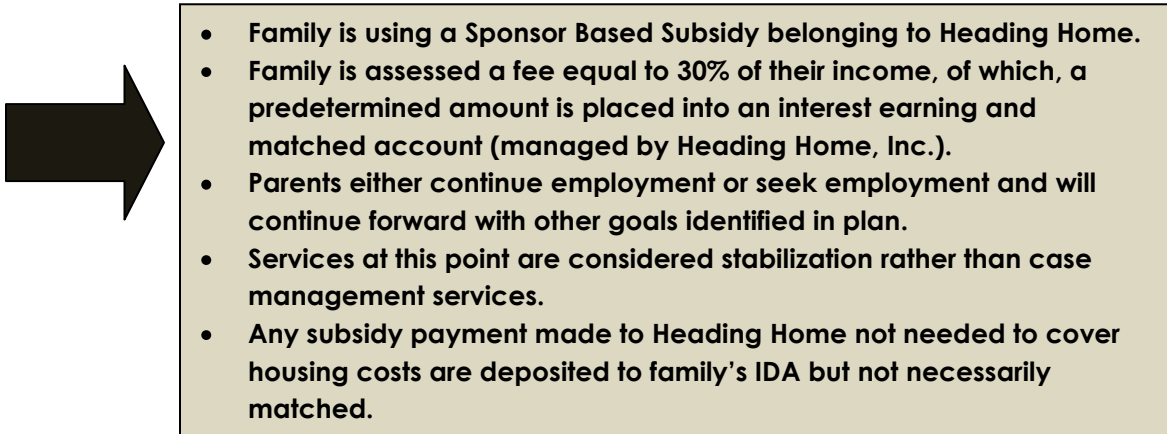 • Family is using a Sponsor Based Subsidy belonging to Heading Home.
• Family is assessed a fee equal to 30% of their income, of which, a
predetermined amount is placed into an interest earning and
matched account (managed by Heading Home, Inc.).
• Parents either continue employment or seek employment and will
continue forward with other goals identified in plan.
• Services at this point are considered stabilization rather than case
management services.
• Any subsidy payment made to Heading Home not needed to cover
housing costs are deposited to family’s IDA but not necessarily
matched.